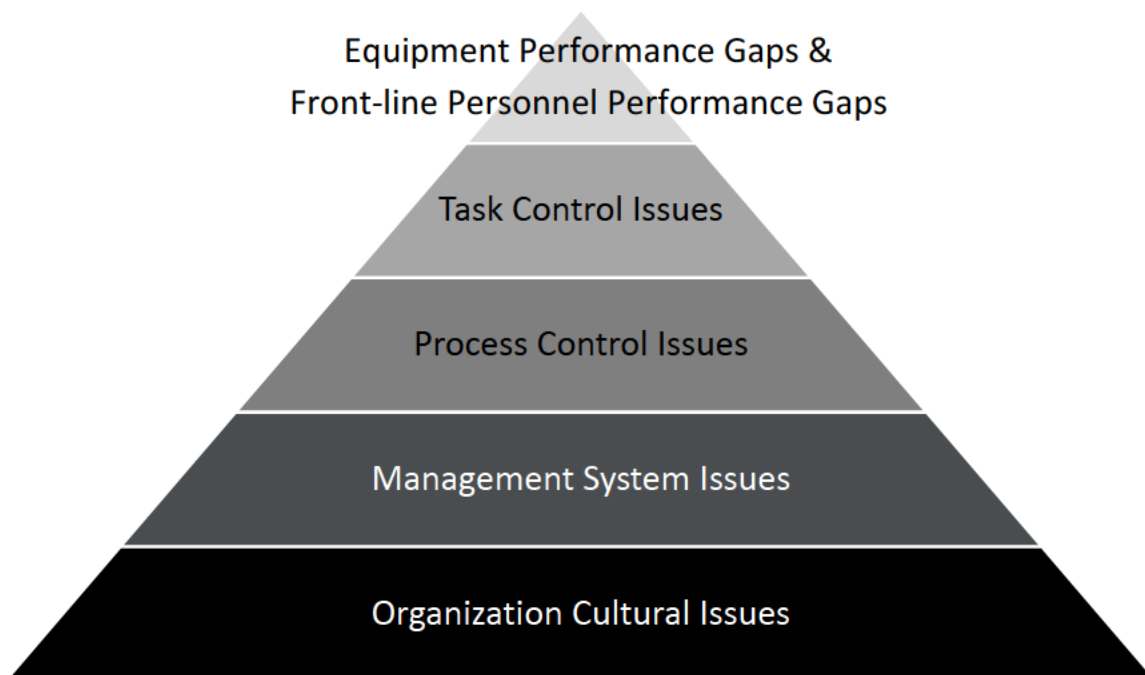 Equipment Performance Gaps &
Front-line Personnel Performance Gaps
Task Control Issues
Process Control Issues
Management System Issues
Organization Cultural Issues